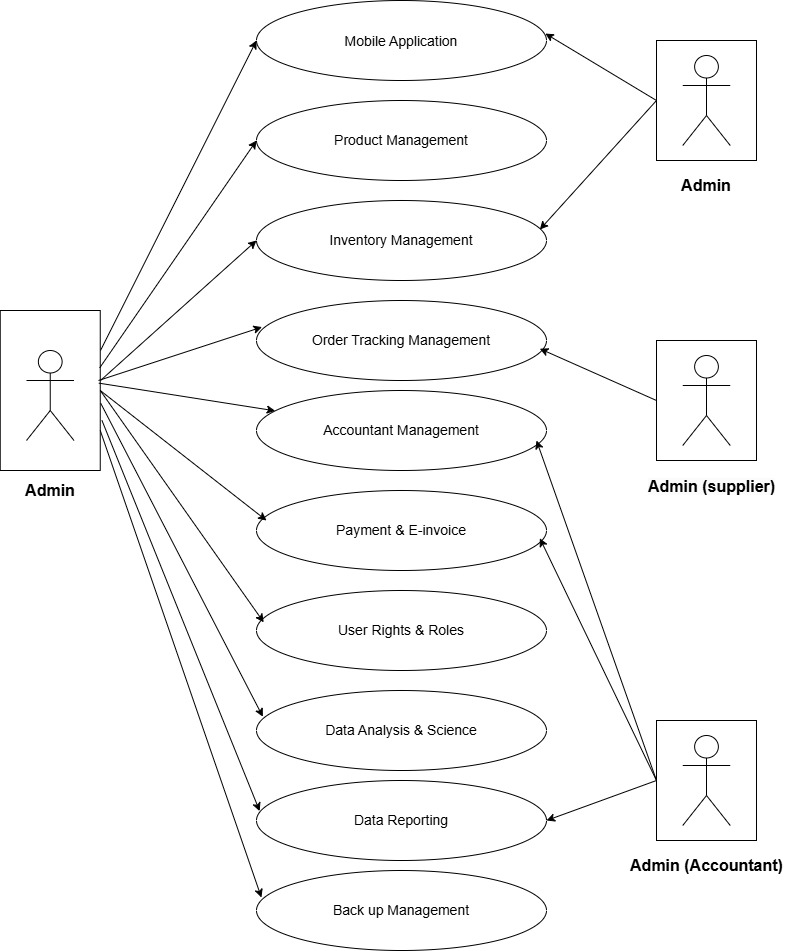 Mobile Application
Product Management
Admin
Inventory Management
Order Tracking Management
Accountant Management
Admin
Admin (supplier)
Payment & E-invoice
User Rights & Roles
Data Analysis & Science
Data Reporting
Admin (Accountant)
Back up Management